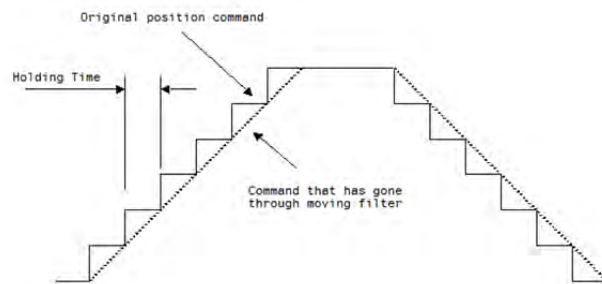 Original position command
Holding Time
Command that has gone
through moving filter